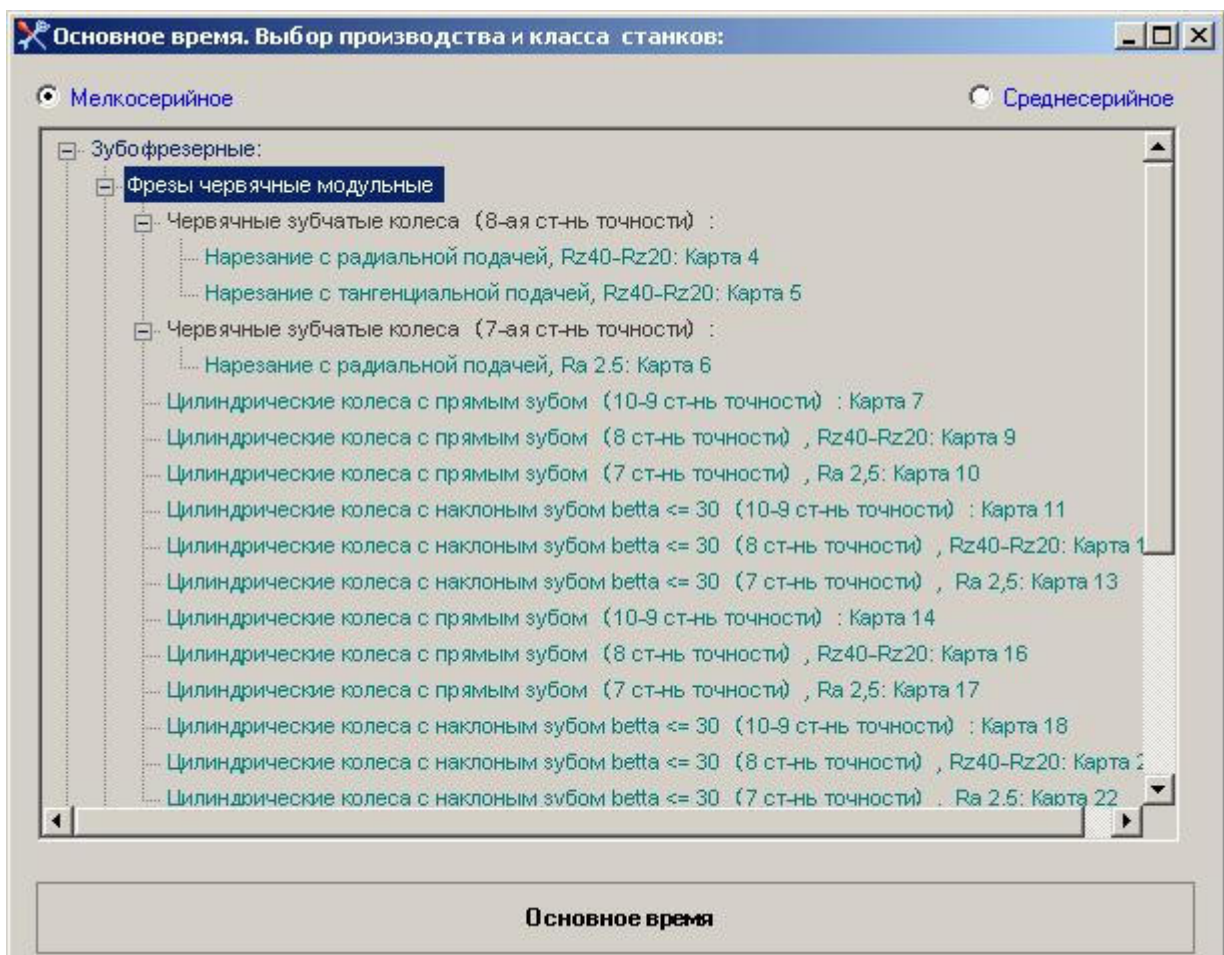 Основное время. Выбор производства и класса станков:
Мелкосерийное Среднесерийное
Зубофрезерные:
Фрезы червячные модульные
Червячные зубчатые колеса (8-ая ст-нь точности) :
Нарезание с радиальной подачей, Rz40-Rz20: Карта 4
Нарезание с тангенциальной подачей, Rz40-Rz20: Карта 5
Червячные зубчатые колеса (7-ая ст-нь точности) :
Нарезание с радиальной подачей, Ra 2.5: Карта 6
Цилиндрические колеса с прямым зубом (10-9 ст-нь точности) : Карта 7
Цилиндрические колеса с прямым зубом (8 ст-нь точности) , Rz40-Rz20: Карта 9
Цилиндрические колеса с прямым зубом (7 ст-нь точности) , Ra 2,5: Карта 10
Цилиндрические колеса с наклоным зубом betta <= 30 (10-9 ст-нь точности) : Карта 11
Цилиндрические колеса с наклоным зубом betta <= 30 (8 ст-нь точности) , Rz40-Rz20: Карта 1
Цилиндрические колеса с наклоным зубом betta <= 30 (7 ст-нь точности) , Ra 2,5: Карта 13
Цилиндрические колеса с прямым зубом (10-9 ст-нь точности) : Карта 14
Цилиндрические колеса с прямым зубом (8 ст-нь точности) , Rz40-Rz20: Карта 16
Цилиндрические колеса с прямым зубом (7 ст-нь точности) , Ra 2,5: Карта 17
Цилиндрические колеса с наклоным зубом betta <= 30 (10-9 ст-нь точности) : Карта 18
Цилиндрические колеса с наклоным зубом betta <= 30 (8 ст-нь точности) , Rz40-Rz20: Карта 2
Цилиндрические колеса с наклоным зубом betta <= 30 (7 ст-нь точности) , Ra 2.5: Карта 22
Основное время